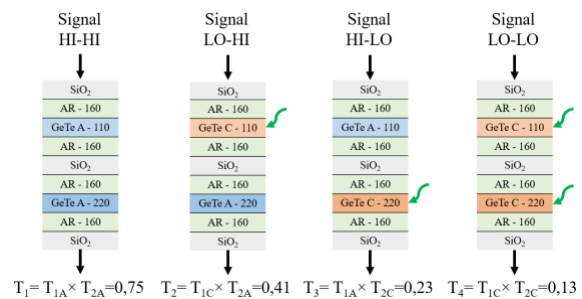 Signal
HI-HI
SiO₂
AR - 160
GeTe A - 110
AR - 160
SiO₂
AR - 160
GeTe A - 220
AR - 160
SiO₂
T₁= T₁A× T₂A=0,75
Signal
LO-HI
SiO₂
AR - 160
GeTe C - 110
AR - 160
SiO₂
AR - 160
GeTe A - 220
AR - 160
SiO₂
T₂= T₁C× T₂A=0,41
Signal
HI-LO
SiO₂
AR - 160
GeTe A - 110
AR - 160
SiO₂
AR - 160
GeTe C - 220
AR - 160
SiO₂
T₃= T₁A× T₂C=0,23
Signal
LO-LO
SiO₂
AR - 160
GeTe C - 110
AR - 160
SiO₂
AR - 160
GeTe C - 220
AR - 160
SiO₂
T₄= T₁C× T₂C=0,13